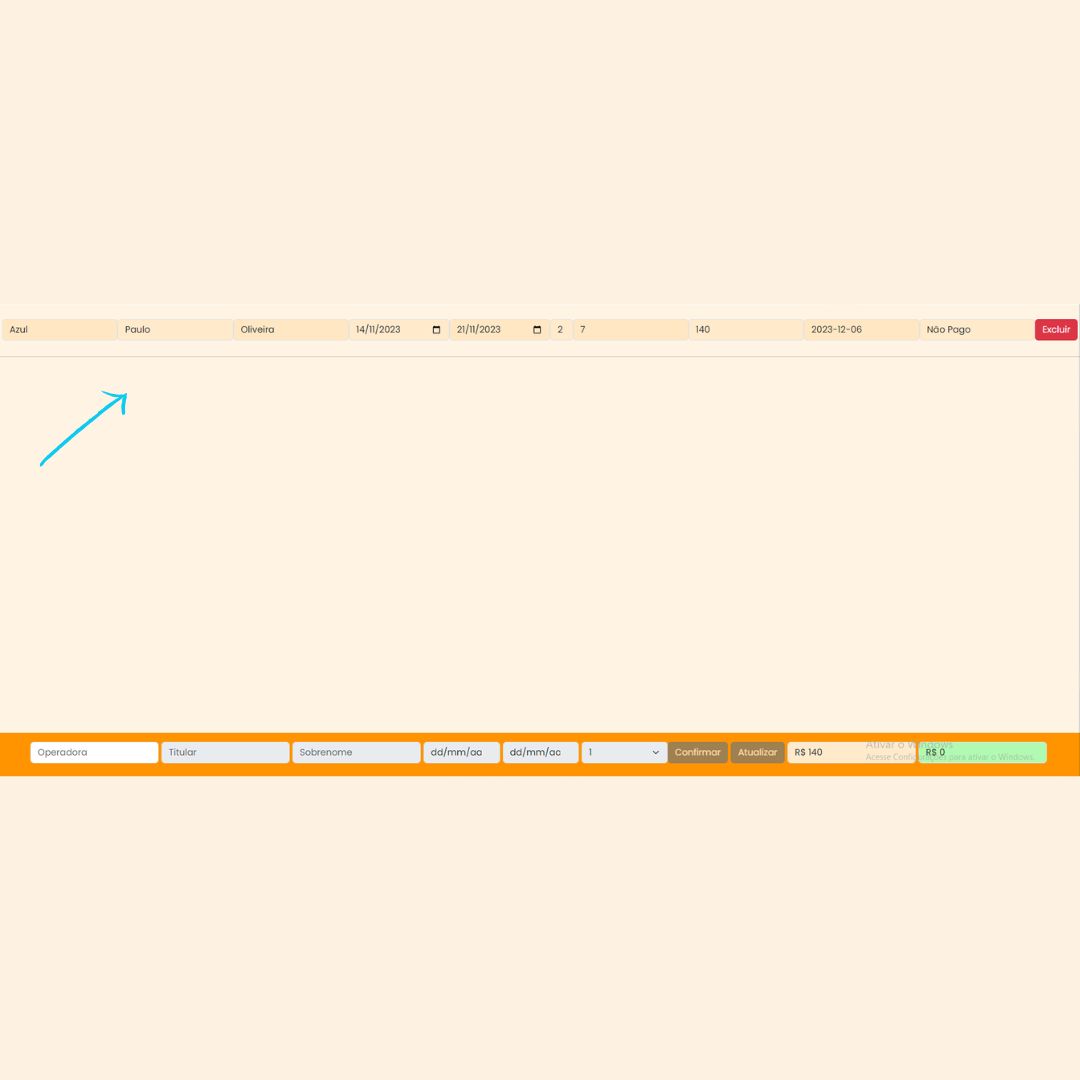 Azul Paulo Oliveira 14/11/2023 21/11/2023 2 7 140 2023-12-06 Não Pago Excluir
Operadora Titular Sobrenome dd/mm/aa dd/mm/aa 1 Confirmar Atualizar R$ 140 R$ 0
Ativar o Windows
Acesse Configurações para ativar o Windows.